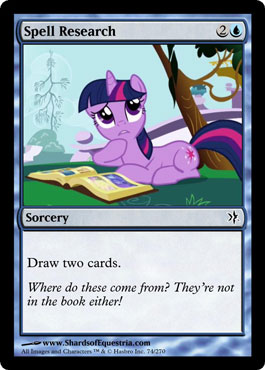 Spell Research 2
Sorcery
Draw two cards.
Where do these come from? They're not
in the book either!
www.ShardsofEquestria.com
All Images and Characters ™ & © Hasbro Inc. 74/270